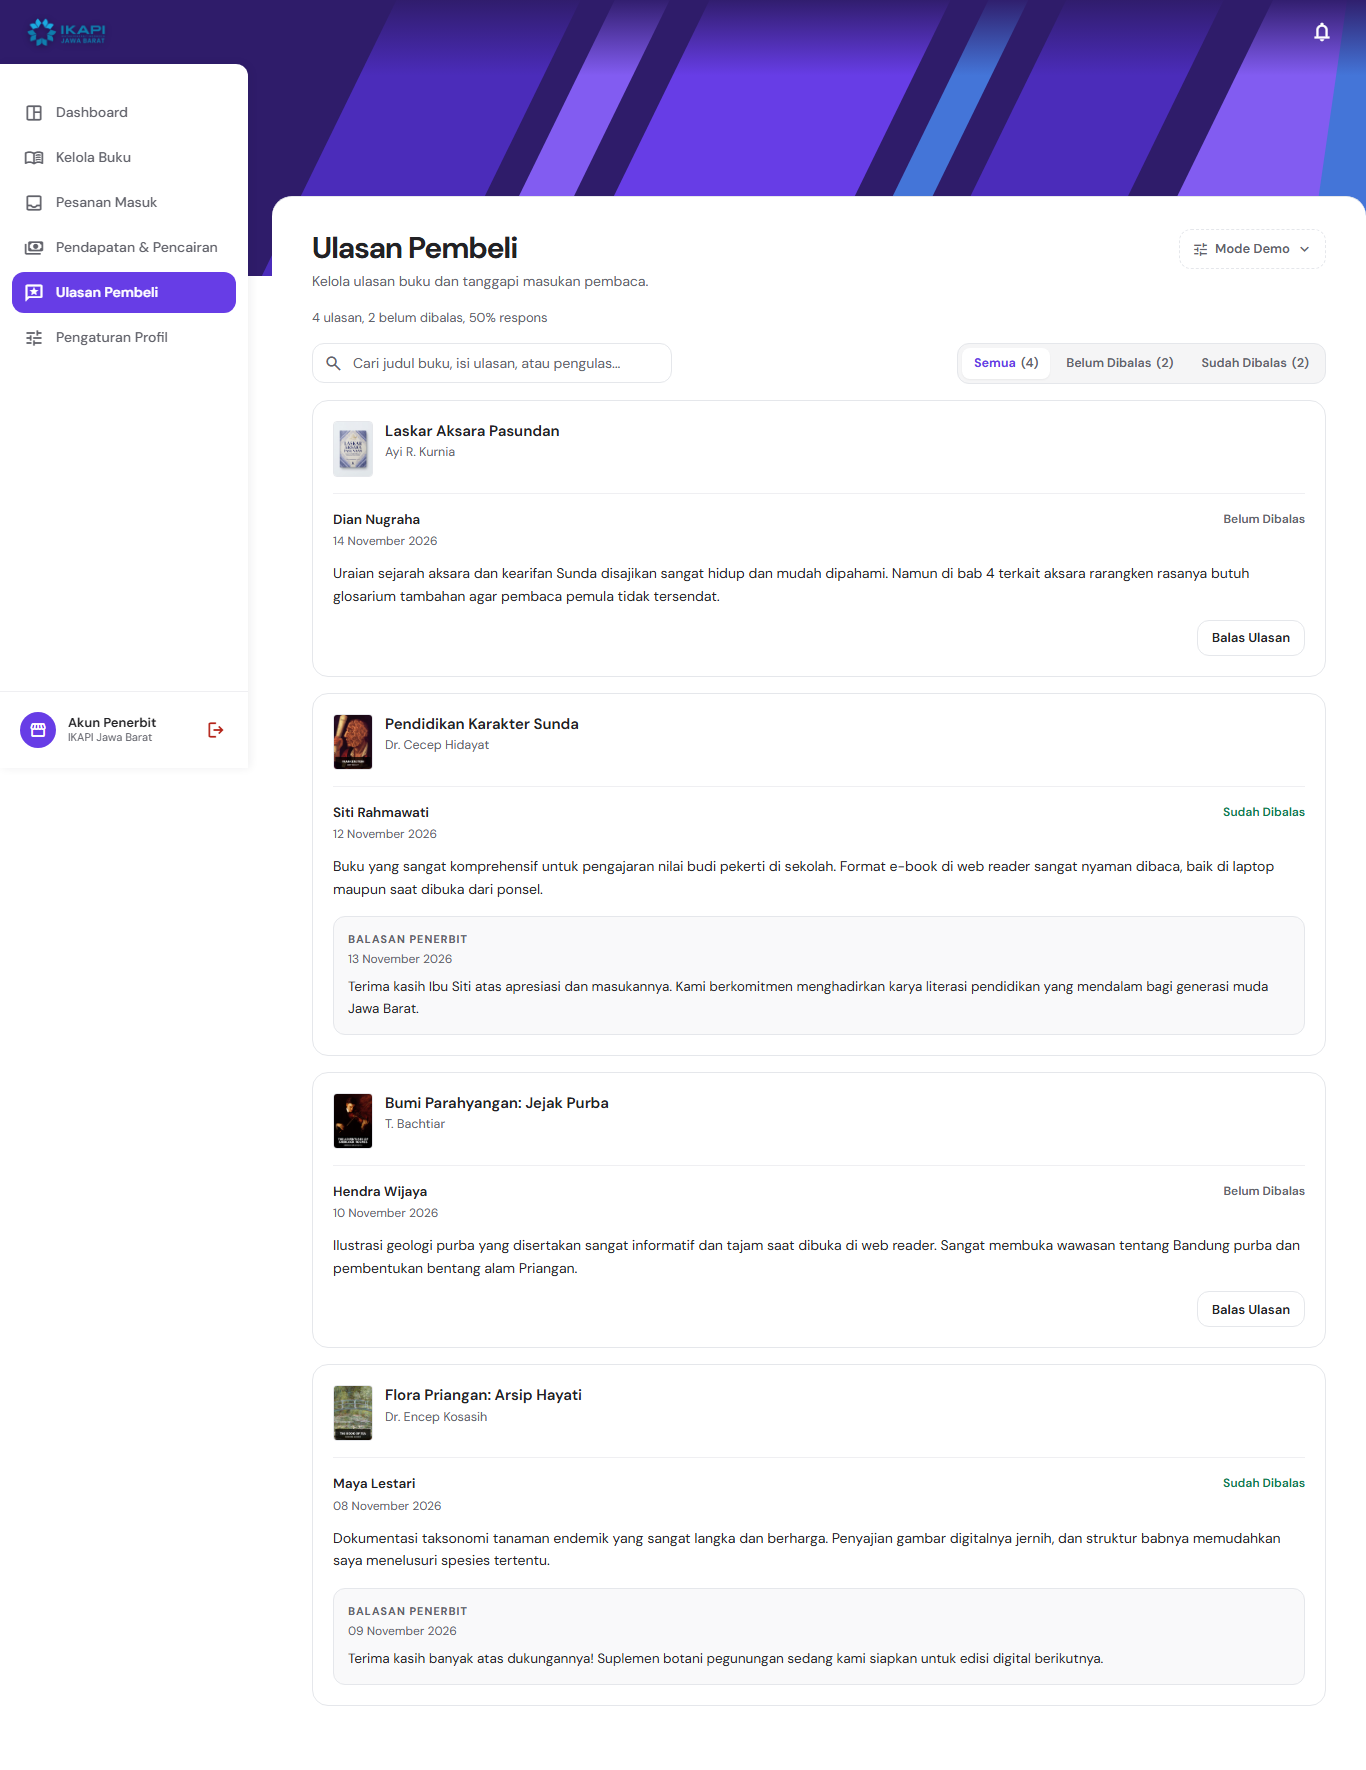 IKAPI
JAWA BARAT
Dashboard
Kelola Buku
Pesanan Masuk
Pendapatan & Pencairan
Ulasan Pembeli
Pengaturan Profil
Akun Penerbit
IKAPI Jawa Barat
Ulasan Pembeli
Mode Demo
Kelola ulasan buku dan tanggapi masukan pembaca.
4 ulasan, 2 belum dibalas, 50% respons
Cari judul buku, isi ulasan, atau pengulas...
Semua (4) Belum Dibalas (2) Sudah Dibalas (2)
LASKAR
AKSARA
PASUNDAN
Laskar Aksara Pasundan
Ayi R. Kurnia
Dian Nugraha
Belum Dibalas
14 November 2026
Uraian sejarah aksara dan kearifan Sunda disajikan sangat hidup dan mudah dipahami. Namun di bab 4 terkait aksara rarangken rasanya butuh
glosarium tambahan agar pembaca pemula tidak tersendat.
Balas Ulasan
Pendidikan Karakter Sunda
Dr. Cecep Hidayat
Siti Rahmawati
Sudah Dibalas
12 November 2026
Buku yang sangat komprehensif untuk pengajaran nilai budi pekerti di sekolah. Format e-book di web reader sangat nyaman dibaca, baik di laptop
maupun saat dibuka dari ponsel.
BALASAN PENERBIT
13 November 2026
Terima kasih Ibu Siti atas apresiasi dan masukannya. Kami berkomitmen menghadirkan karya literasi pendidikan yang mendalam bagi generasi muda
Jawa Barat.
Bumi Parahyangan: Jejak Purba
T. Bachtiar
Hendra Wijaya
Belum Dibalas
10 November 2026
Ilustrasi geologi purba yang disertakan sangat informatif dan tajam saat dibuka di web reader. Sangat membuka wawasan tentang Bandung purba dan
pembentukan bentang alam Priangan.
Balas Ulasan
Flora Priangan: Arsip Hayati
Dr. Encep Kosasih
Maya Lestari
Sudah Dibalas
08 November 2026
Dokumentasi taksonomi tanaman endemik yang sangat langka dan berharga. Penyajian gambar digitalnya jernih, dan struktur babnya memudahkan
saya menelusuri spesies tertentu.
BALASAN PENERBIT
09 November 2026
Terima kasih banyak atas dukungannya! Suplemen botani pegunungan sedang kami siapkan untuk edisi digital berikutnya.